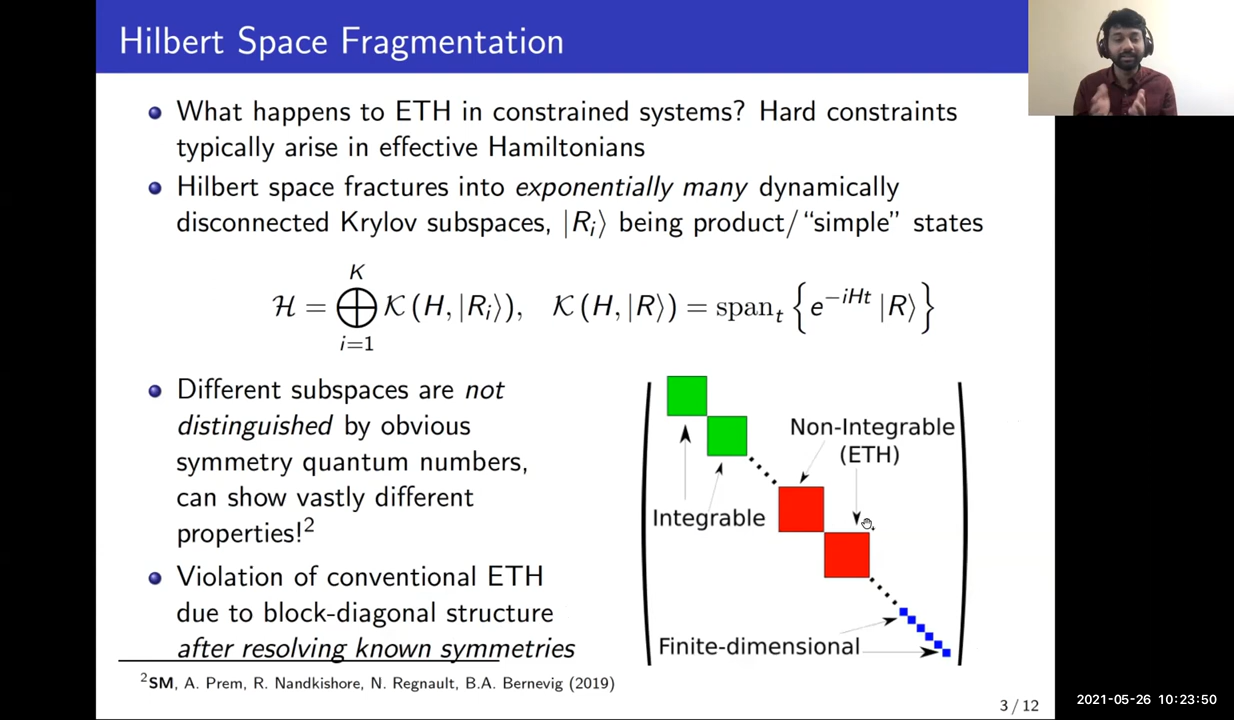 Hilbert Space Fragmentation
What happens to ETH in constrained systems? Hard constraints
typically arise in effective Hamiltonians
Hilbert space fractures into exponentially many dynamically
disconnected Krylov subspaces, |Rᵢ⟩ being product/ “simple” states
K
ℋ = ⨁ 𝒦(H, |Rᵢ⟩), 𝒦(H, |R⟩) = spanₜ {e^{−iHt} |R⟩}
i=1
Different subspaces are not
distinguished by obvious
symmetry quantum numbers,
can show vastly different
properties!²
Violation of conventional ETH
due to block-diagonal structure
after resolving known symmetries
Non-Integrable
(ETH)
Integrable
Finite-dimensional
²SM, A. Prem, R. Nandkishore, N. Regnault, B.A. Bernevig (2019)
3 / 12
2021-05-26 10:23:50